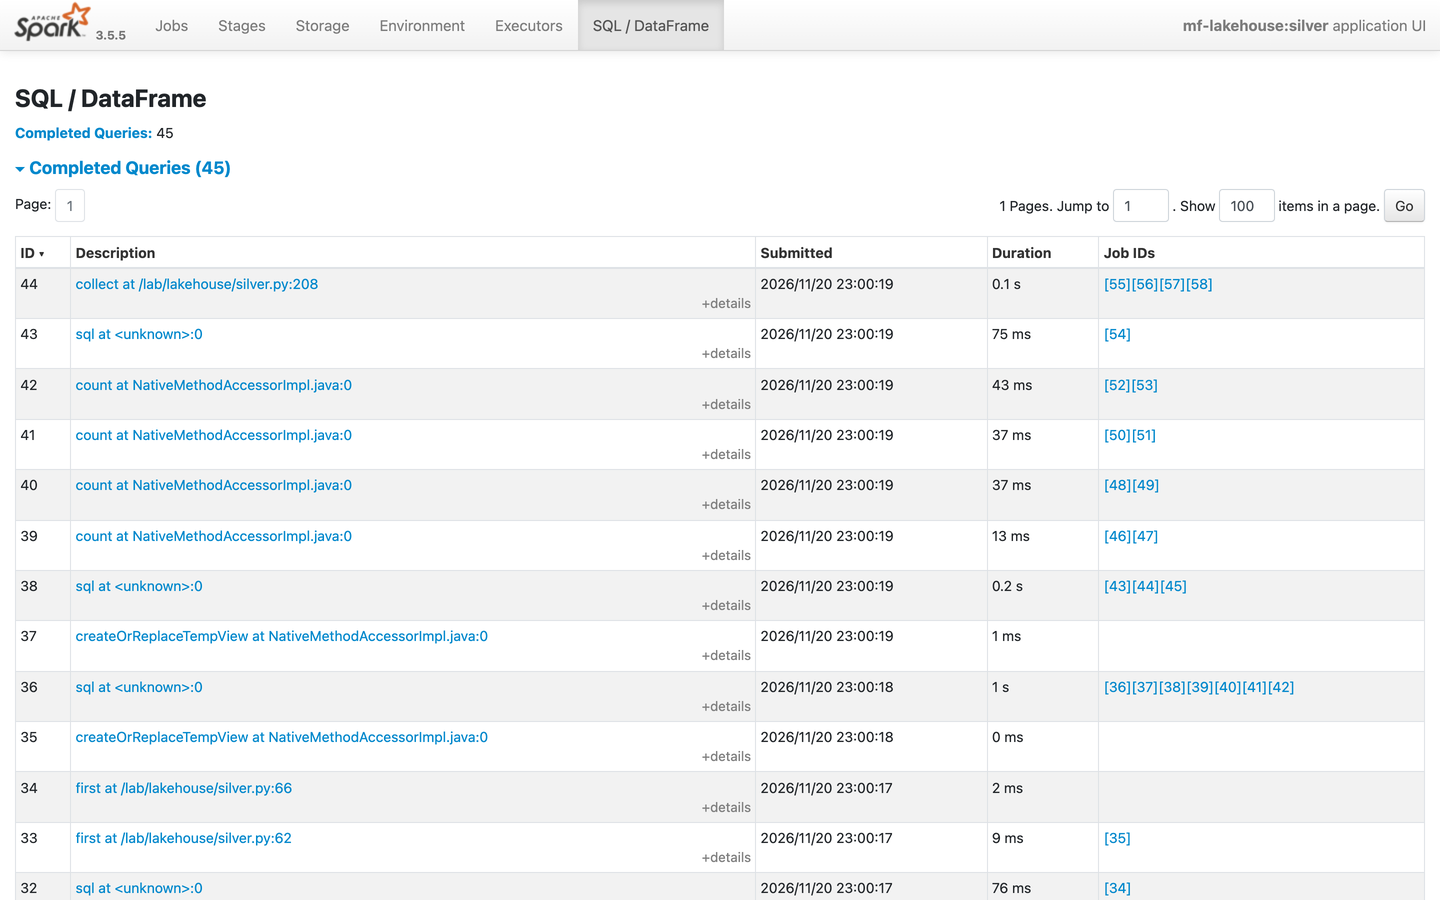 APACHE
Spark 3.5.5 Jobs Stages Storage Environment Executors SQL / DataFrame mf-lakehouse:silver application UI
SQL / DataFrame
Completed Queries: 45
Completed Queries (45)
Page: 1 1 Pages. Jump to 1 . Show 100 items in a page. Go
ID Description Submitted Duration Job IDs
44 collect at /lab/lakehouse/silver.py:208 2026/11/20 23:00:19 0.1 s [55][56][57][58]
+details
43 sql at <unknown>:0 2026/11/20 23:00:19 75 ms [54]
+details
42 count at NativeMethodAccessorImpl.java:0 2026/11/20 23:00:19 43 ms [52][53]
+details
41 count at NativeMethodAccessorImpl.java:0 2026/11/20 23:00:19 37 ms [50][51]
+details
40 count at NativeMethodAccessorImpl.java:0 2026/11/20 23:00:19 37 ms [48][49]
+details
39 count at NativeMethodAccessorImpl.java:0 2026/11/20 23:00:19 13 ms [46][47]
+details
38 sql at <unknown>:0 2026/11/20 23:00:19 0.2 s [43][44][45]
+details
37 createOrReplaceTempView at NativeMethodAccessorImpl.java:0 2026/11/20 23:00:19 1 ms
+details
36 sql at <unknown>:0 2026/11/20 23:00:18 1 s [36][37][38][39][40][41][42]
+details
35 createOrReplaceTempView at NativeMethodAccessorImpl.java:0 2026/11/20 23:00:18 0 ms
+details
34 first at /lab/lakehouse/silver.py:66 2026/11/20 23:00:17 2 ms
+details
33 first at /lab/lakehouse/silver.py:62 2026/11/20 23:00:17 9 ms [35]
+details
32 sql at <unknown>:0 2026/11/20 23:00:17 76 ms [34]